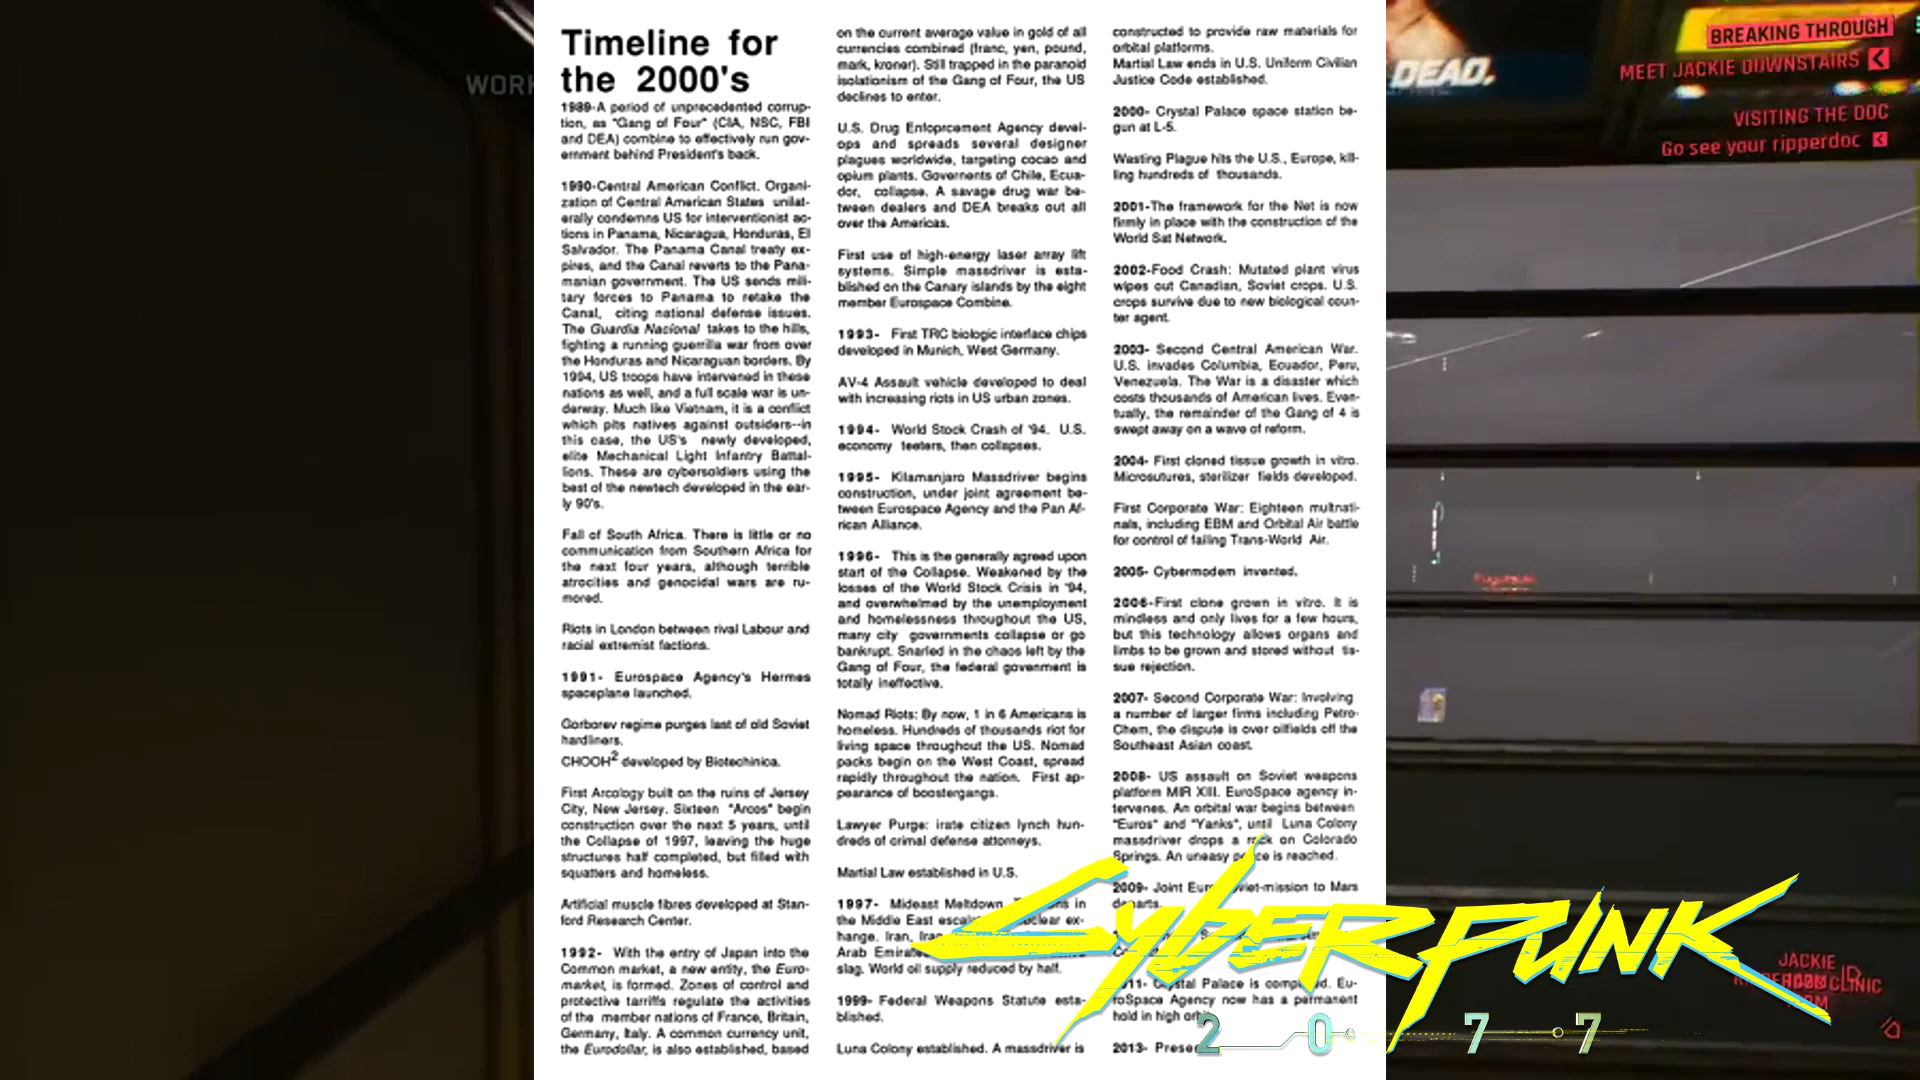 Timeline for
the 2000's
1989-A period of unprecedented corrup-
tion, as "Gang of Four" (CIA, NSC, FBI
and DEA) combine to effectively run gov-
ernment behind President's back.
1990-Central American Conflict. Organi-
zation of Central American States unilat-
erally condemns US for interventionist ac-
tions in Panama, Nicaragua, Honduras, El
Salvador. The Panama Canal treaty ex-
pires, and the Canal reverts to the Pana-
manian government. The US sends mili-
tary forces to Panama to retake the
Canal, citing national defense issues.
The Guardia Nacional takes to the hills,
fighting a running guerrilla war from over
the Honduras and Nicaraguan borders. By
1994, US troops have intervened in these
nations as well, and a full scale war is un-
derway. Much like Vietnam, it is a conflict
which pits natives against outsiders--in
this case, the US's newly developed,
elite Mechanical Light Infantry Battal-
lions. These are cybersoldiers using the
best of the newtech developed in the ear-
ly 90's.
Fall of South Africa. There is little or no
communication from Southern Africa for
the next four years, although terrible
atrocities and genocidal wars are ru-
mored.
Riots in London between rival Labour and
racial extremist factions.
1991- Eurospace Agency's Hermes
spaceplane launched.
Gorborev regime purges last of old Soviet
hardliners.
CHOOH2 developed by Biotechinica.
First Arcology built on the ruins of Jersey
City, New Jersey. Sixteen "Arcos" begin
construction over the next 5 years, until
the Collapse of 1997, leaving the huge
structures half completed, but filled with
squatters and homeless.
Artificial muscle fibres developed at Stan-
ford Research Center.
1992- With the entry of Japan into the
Common market, a new entity, the Euro-
market, is formed. Zones of control and
protective tarriffs regulate the activities
of the member nations of France, Britain,
Germany, Italy. A common currency unit,
the Eurodollar, is also established, based
on the current average value in gold of all
currencies combined (franc, yen, pound,
mark, kroner). Still trapped in the paranoid
isolationism of the Gang of Four, the US
declines to enter.
U.S. Drug Enfoprcement Agency devel-
ops and spreads several designer
plagues worldwide, targeting cocao and
opium plants. Governents of Chile, Ecua-
dor, collapse. A savage drug war be-
tween dealers and DEA breaks out all
over the Americas.
First use of high-energy laser array lift
systems. Simple massdriver is esta-
blished on the Canary islands by the eight
member Eurospace Combine.
1993- First TRC biologic interface chips
developed in Munich, West Germany.
AV-4 Assault vehicle developed to deal
with increasing riots in US urban zones.
1994- World Stock Crash of '94. U.S.
economy teeters, then collapses.
1995- Kilamanjaro Massdriver begins
construction, under joint agreement be-
tween Eurospace Agency and the Pan Af-
rican Alliance.
1996- This is the generally agreed upon
start of the Collapse. Weakened by the
losses of the World Stock Crisis in '94,
and overwhelmed by the unemployment
and homelessness throughout the US,
many city governments collapse or go
bankrupt. Snarled in the chaos left by the
Gang of Four, the federal govenment is
totally ineffective.
Nomad Riots: By now, 1 in 6 Americans is
homeless. Hundreds of thousands riot for
living space throughout the US. Nomad
packs begin on the West Coast, spread
rapidly throughout the nation. First ap-
pearance of boostergangs.
Lawyer Purge: irate citizen lynch hun-
dreds of crimal defense attorneys.
Martial Law established in U.S.
1997- Mideast Meltdown. in
the Middle East ex-
hange. Iran,
Arab
slag. World oil supply reduced by half.
1999- Federal Weapons Statute esta-
blished.
Luna Colony established. A massdriver is
constructed to provide raw materials for
orbital platforms.
Martial Law ends in U.S. Uniform Civilian
Justice Code established.
2000- Crystal Palace space station be-
gun at L-5.
Wasting Plague hits the U.S., Europe, kil-
ling hundreds of thousands.
2001-The framework for the Net is now
firmly in place with the construction of the
World Sat Network.
2002-Food Crash: Mutated plant virus
wipes out Canadian, Soviet crops. U.S.
crops survive due to new biological coun-
ter agent.
2003- Second Central American War.
U.S. invades Columbia, Ecuador, Peru,
Venezuela. The War is a disaster which
costs thousands of American lives. Even-
tually, the remainder of the Gang of 4 is
swept away on a wave of reform.
2004- First cloned tissue growth in vitro.
Microsutures, sterilizer fields developed.
First Corporate War: Eighteen multnati-
nals, including EBM and Orbital Air battle
for control of failing Trans-World Air.
2005- Cybermodem invented.
2006-First clone grown in vitro. It is
mindless and only lives for a few hours,
but this technology allows organs and
limbs to be grown and stored without tis-
sue rejection.
2007- Second Corporate War: Involving
a number of larger firms including Petro-
Chem, the dispute is over oilfields off the
Southeast Asian coast.
2008- US assault on Soviet weapons
platform MIR XIII. EuroSpace agency in-
tervenes. An orbital war begins between
"Euros" and "Yanks", until Luna Colony
massdriver drops a rock on Colorado
Springs. An uneasy peace is reached.
2009- Joint mission to Mars
departs.
Crystal Palace is completed. Eu-
roSpace Agency now has a permanent
hold in high orbit.
2013- Present
WORK
DEAD.
BREAKING THROUGH
MEET JACKIE DOWNSTAIRS
VISITING THE DOC
Go see your ripperdoc
JACKIE
CYBERPUNK
2077